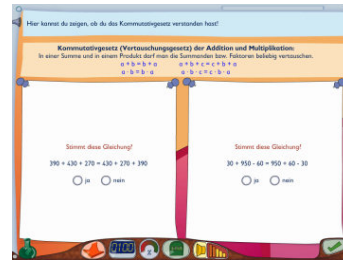 Hier kannst du zeigen, ob du das Kommutativgesetz verstanden hast!
Kommutativgesetz (Vertauschungsgesetz) der Addition und Multiplikation:
In einer Summe und in einem Produkt darf man die Summanden bzw. Faktoren beliebig vertauschen.
a + b = b + a a + b + c = c + b + a
a · b = b · a a · b · c = c · b · a
Stimmt diese Gleichung?
390 + 430 + 270 = 430 + 270 + 390
ja nein
Stimmt diese Gleichung?
30 + 950 - 60 = 950 + 60 - 30
ja nein